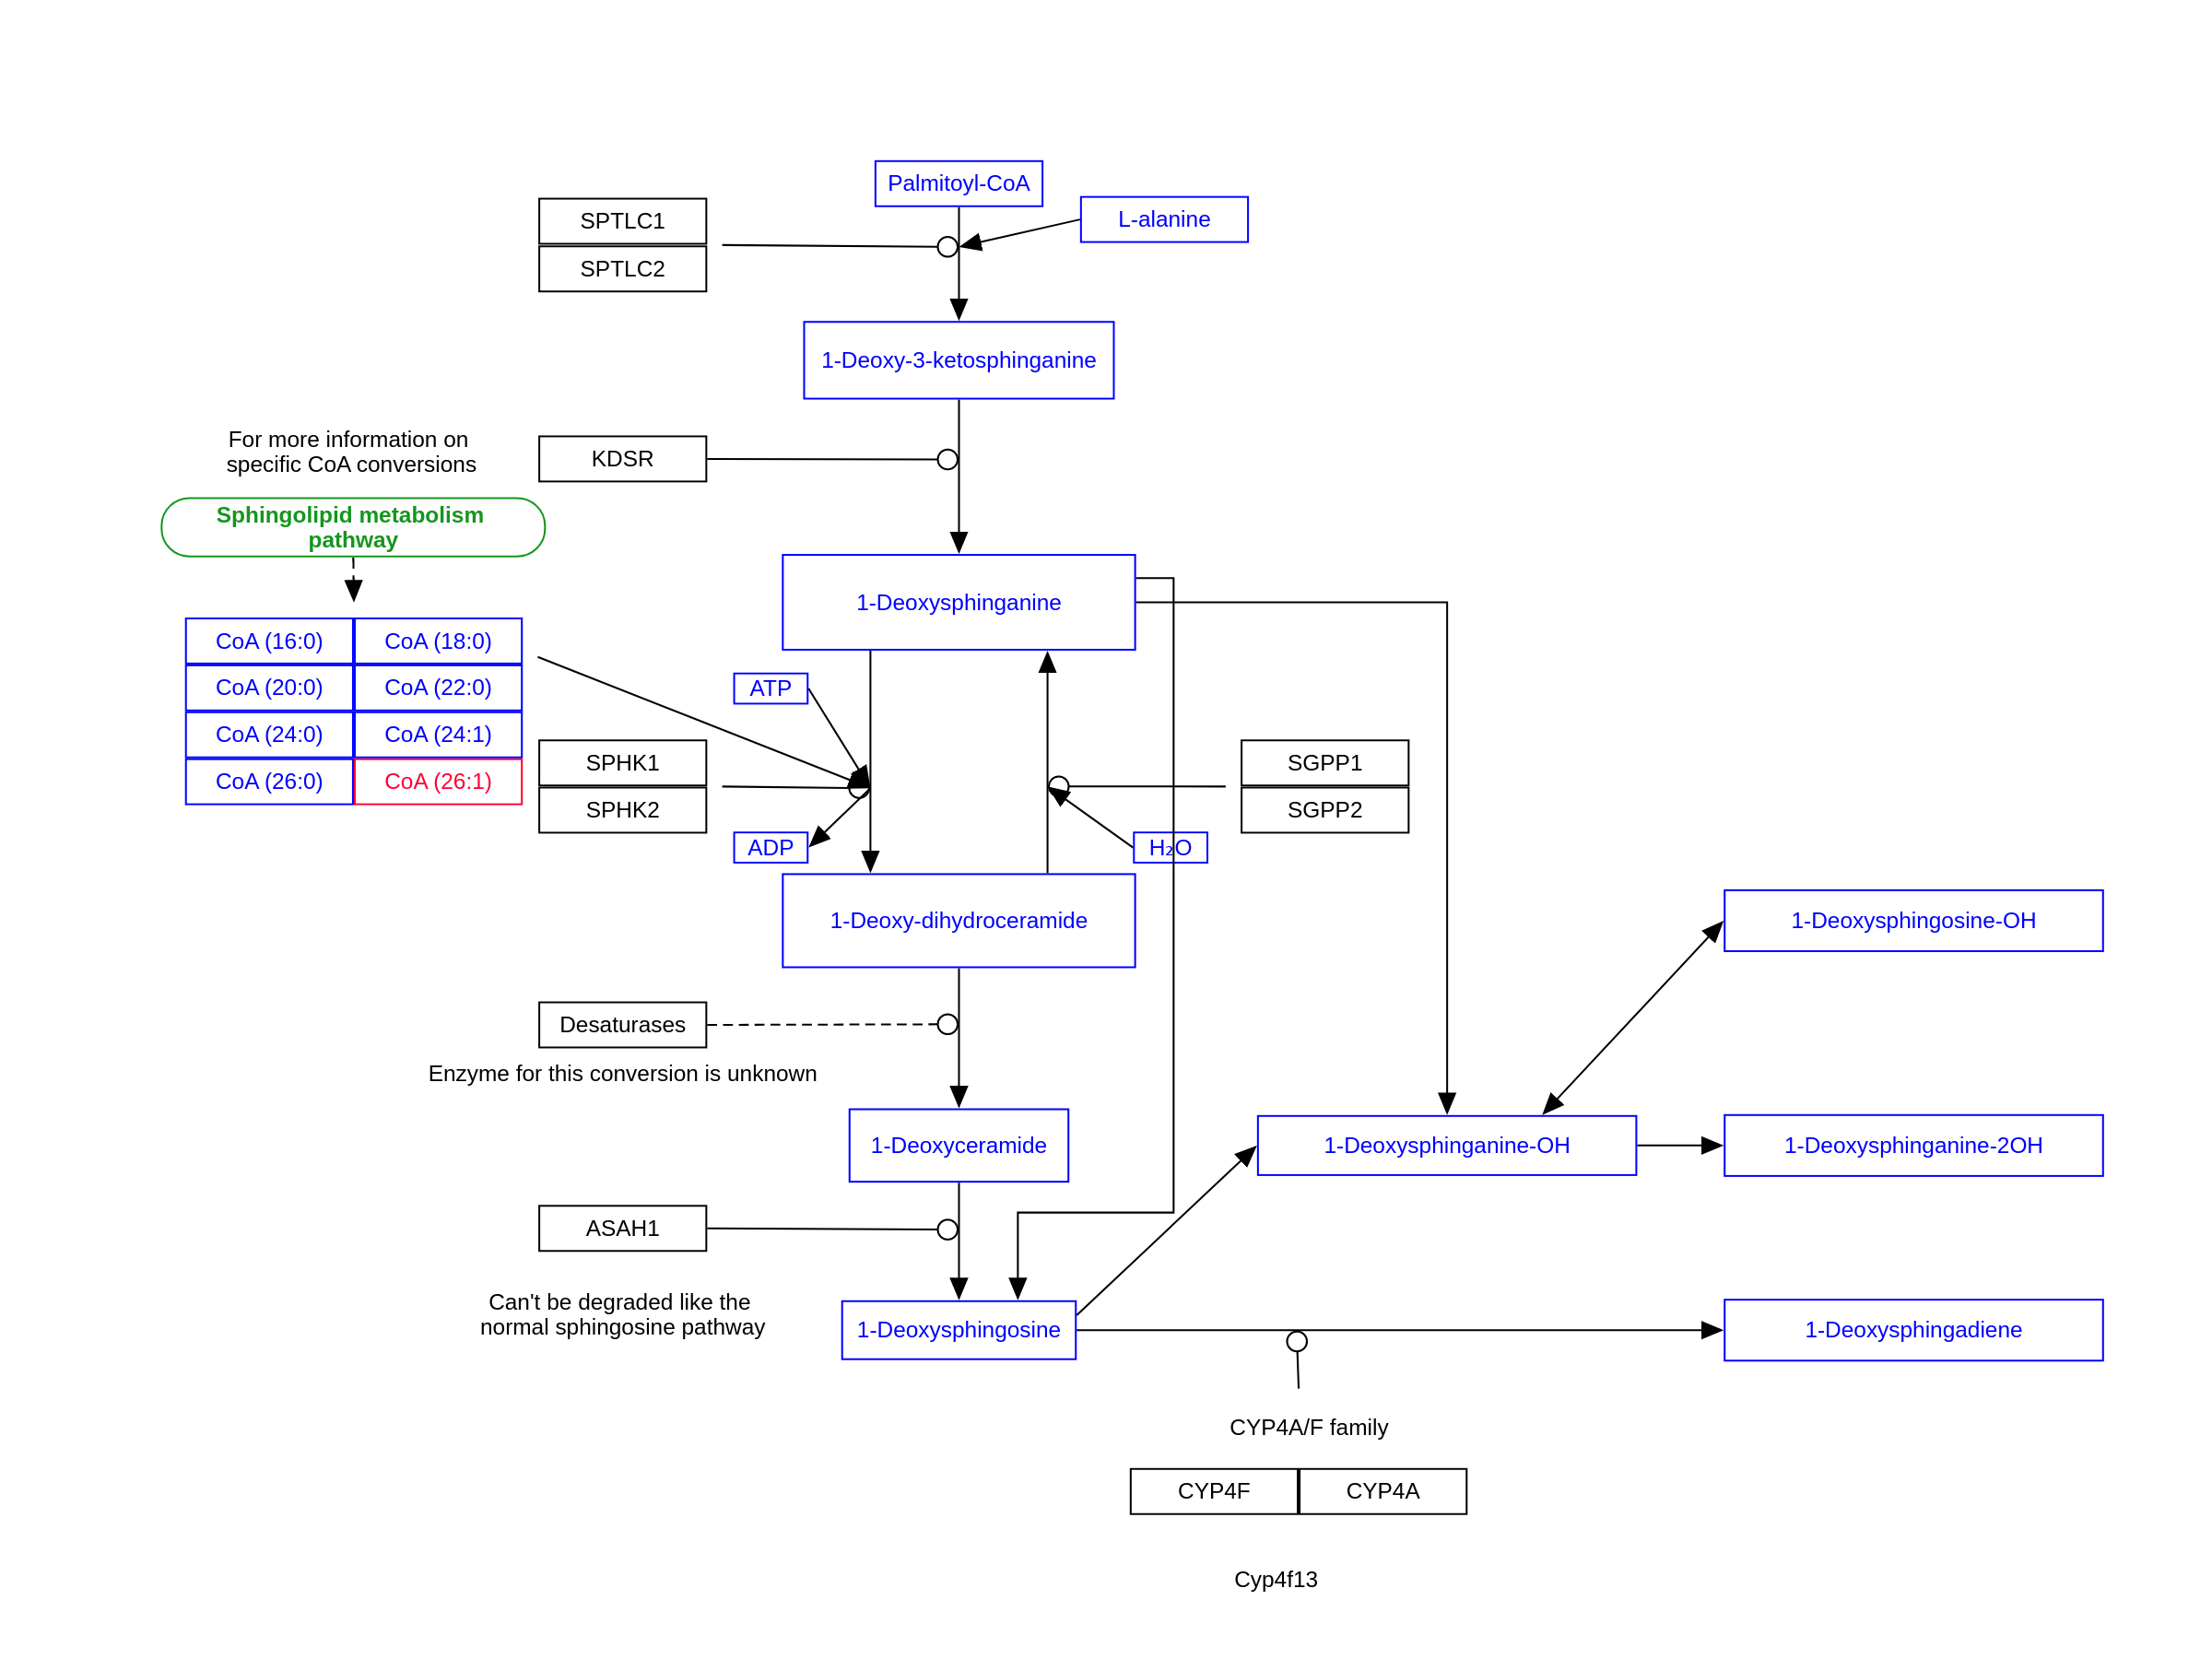 Palmitoyl-CoA
L-alanine
SPTLC1
SPTLC2
1-Deoxy-3-ketosphinganine
For more information on
specific CoA conversions
KDSR
Sphingolipid metabolism
pathway
1-Deoxysphinganine
CoA (16:0)
CoA (18:0)
CoA (20:0)
CoA (22:0)
CoA (24:0)
CoA (24:1)
CoA (26:0)
CoA (26:1)
ATP
SPHK1
SPHK2
ADP
SGPP1
SGPP2
H₂O
1-Deoxy-dihydroceramide
1-Deoxysphingosine-OH
Desaturases
Enzyme for this conversion is unknown
1-Deoxyceramide
1-Deoxysphinganine-OH
1-Deoxysphinganine-2OH
ASAH1
Can't be degraded like the
normal sphingosine pathway
1-Deoxysphingosine
1-Deoxysphingadiene
CYP4A/F family
CYP4F
CYP4A
Cyp4f13